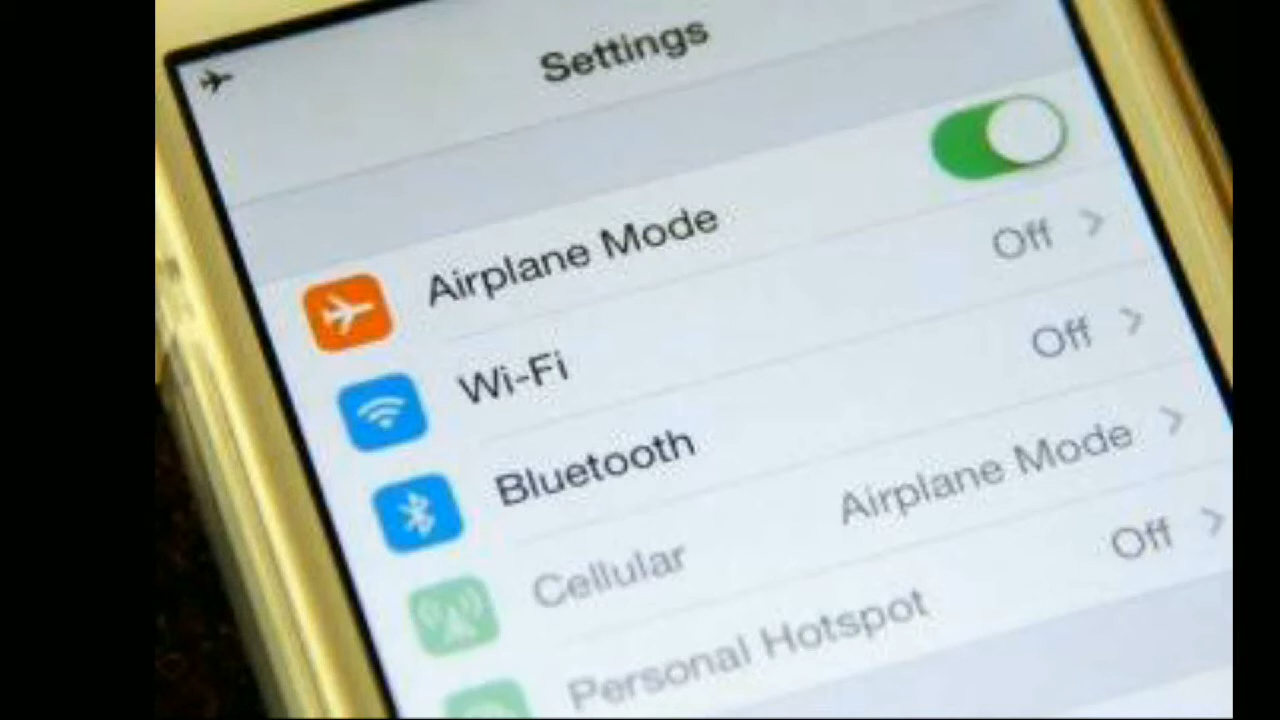 Settings
Airplane Mode
Wi-Fi Off
Bluetooth Off
Cellular Airplane Mode
Personal Hotspot Off